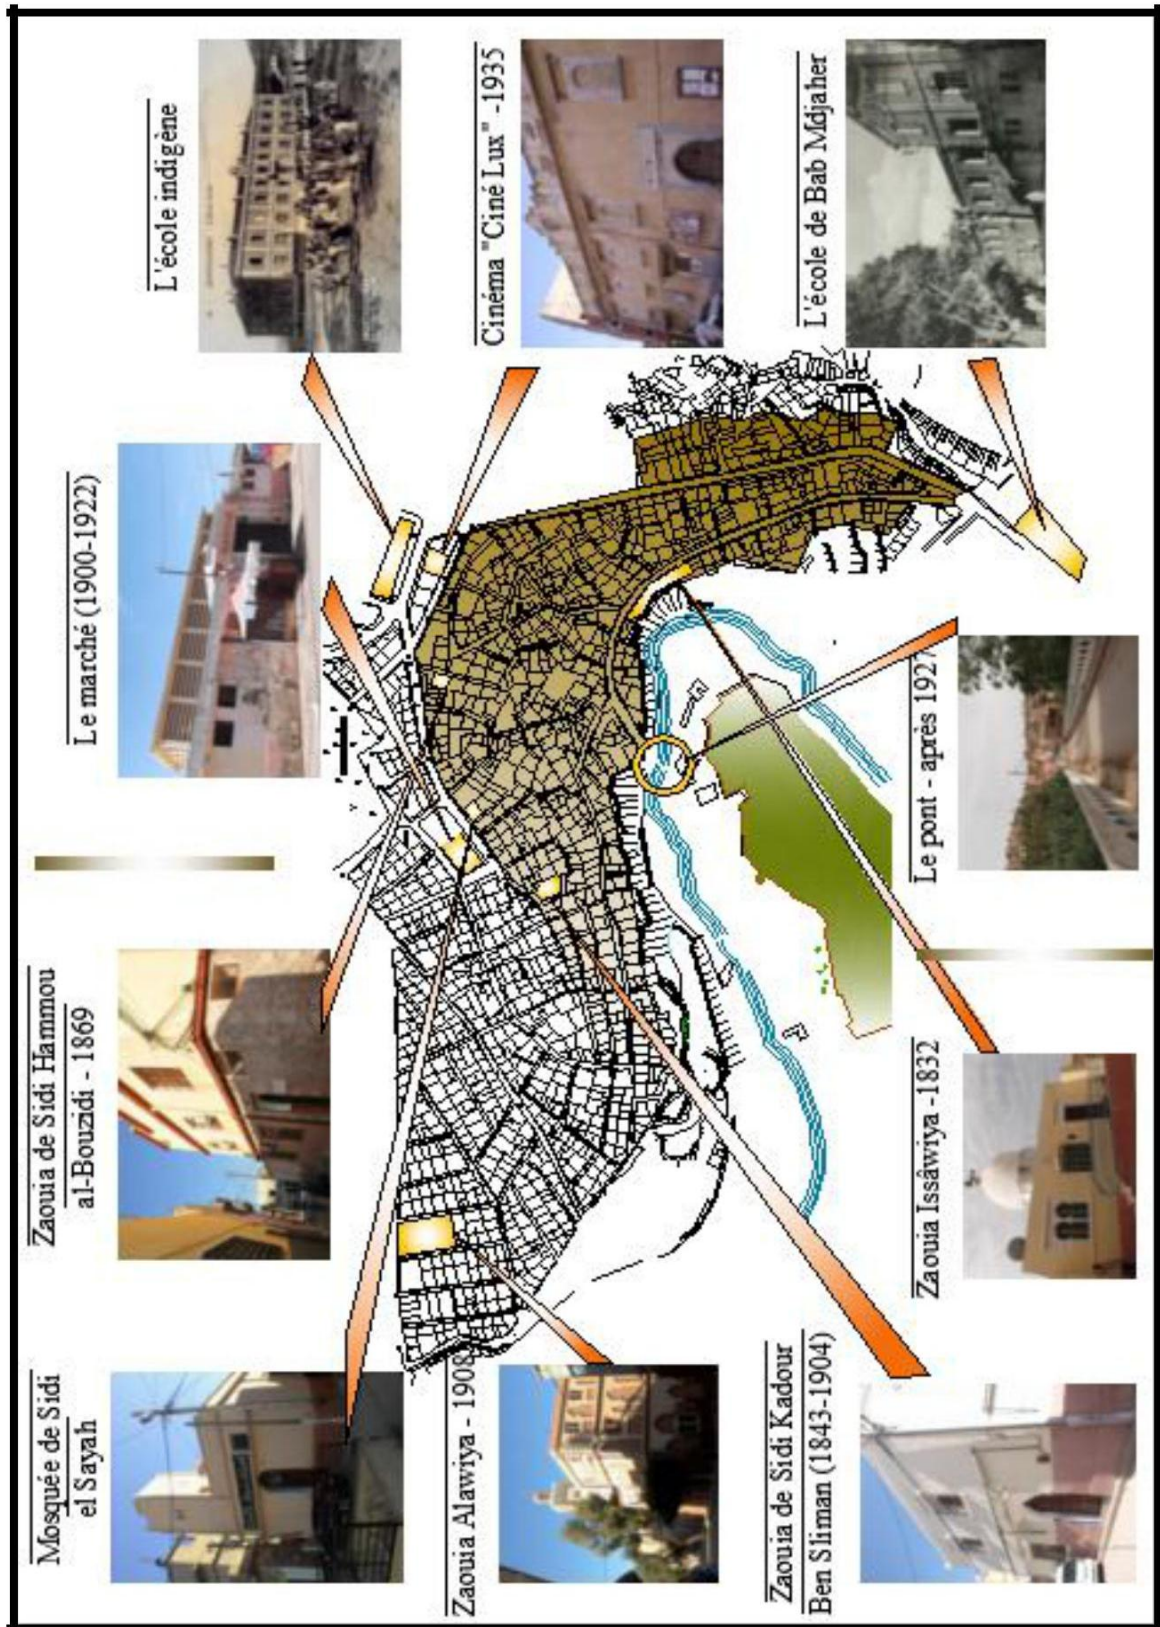 Mosquée de Sidi
el Sayah
Zaouia de Sidi Hammou
al-Bouzidi - 1869
Le marché (1900-1922)
L'école indigène
Zaouia Alawiya - 1908
Cinéma "Ciné Lux" -1935
Zaouia de Sidi Kadour
Ben Sliman (1843-1904)
Zaouia Issâwiya -1832
Le pont - après 1927
L'école de Bab Mdjaher